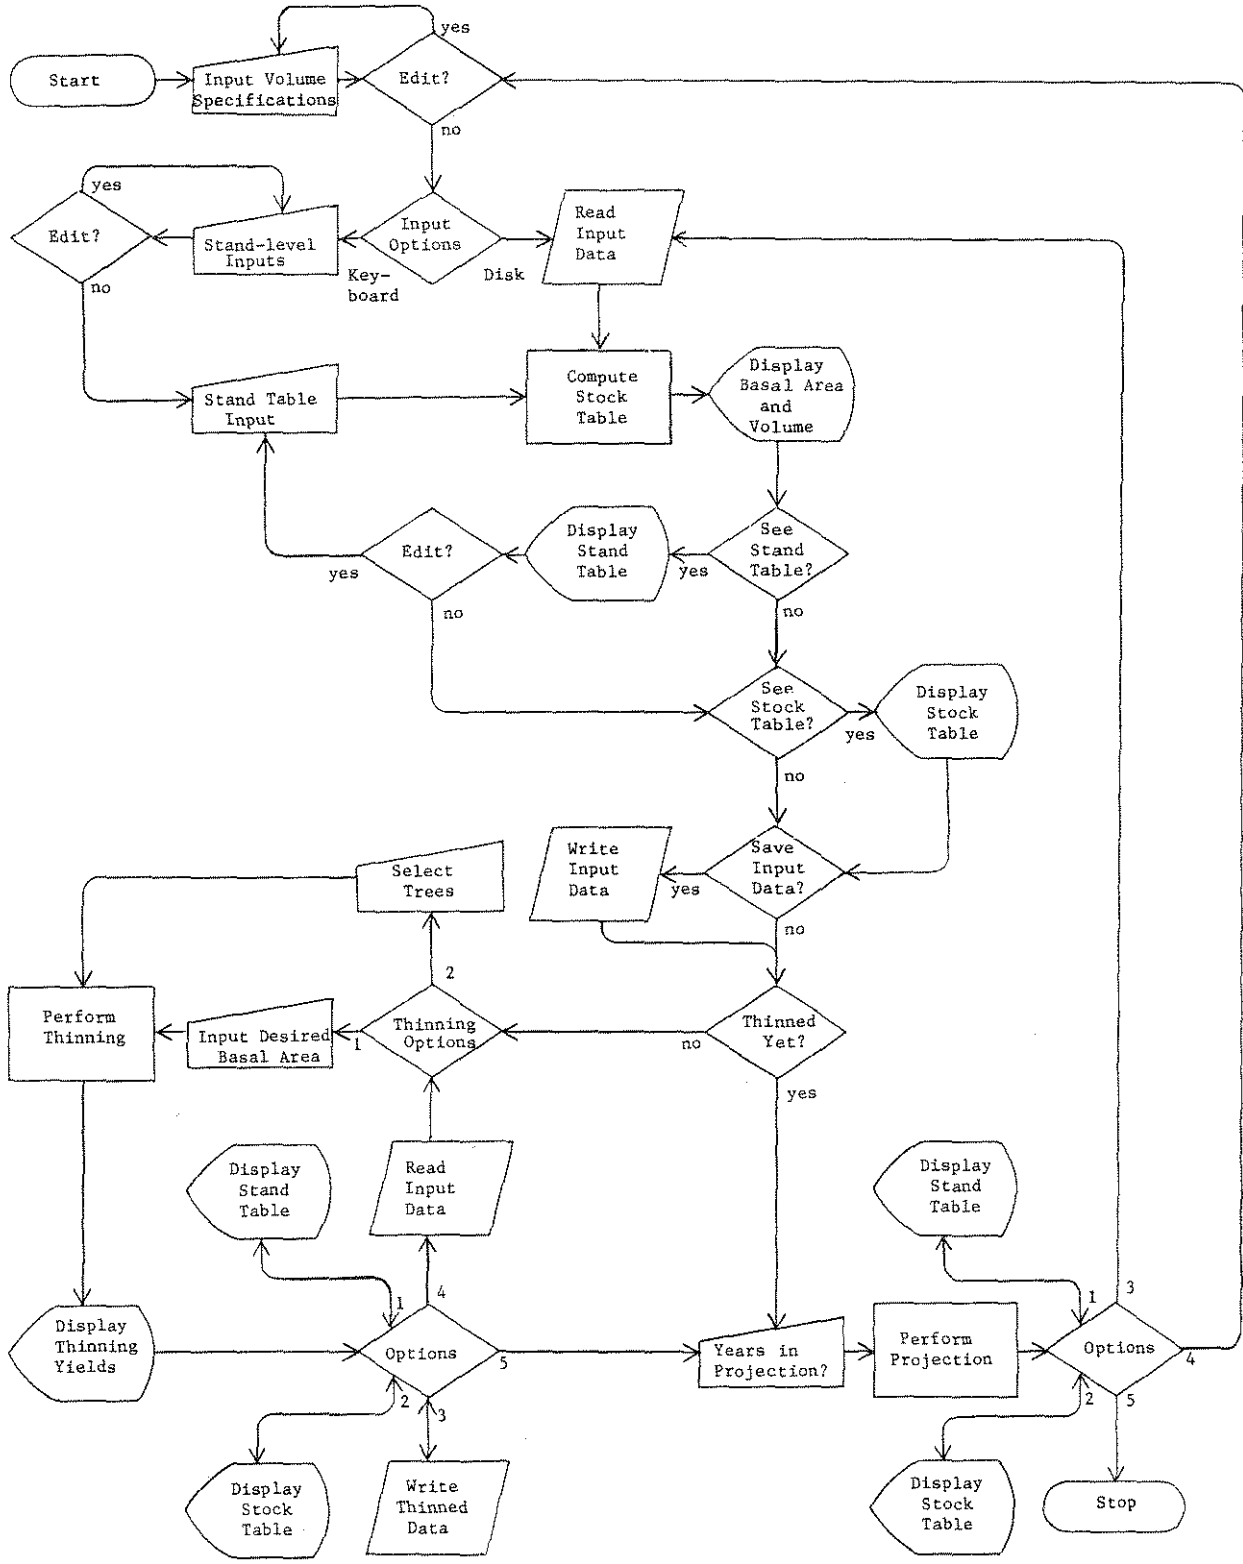 yes
Start
Input Volume
Specifications
Edit?
no
yes
Edit?
Stand-level
Inputs
Input
Options
Read
Input
Data
no
Key-
board
Disk
Stand Table
Input
Compute
Stock
Table
Display
Basal Area
and
Volume
Edit?
yes
Display
Stand
Table
yes
See
Stand
Table?
no
no
See
Stock
Table?
yes
Display
Stock
Table
no
Select
Trees
Write
Input
Data
yes
Save
Input
Data?
no
2
Perform
Thinning
Input Desired
Basal Area
1
Thinning
Options
no
Thinned
Yet?
yes
Display
Stand
Table
Read
Input
Data
Display
Stand
Table
1
4
1
3
Display
Thinning
Yields
Options
5
Years in
Projection?
Perform
Projection
Options
4
2
3
2
5
Display
Stock
Table
Write
Thinned
Data
Display
Stock
Table
Stop